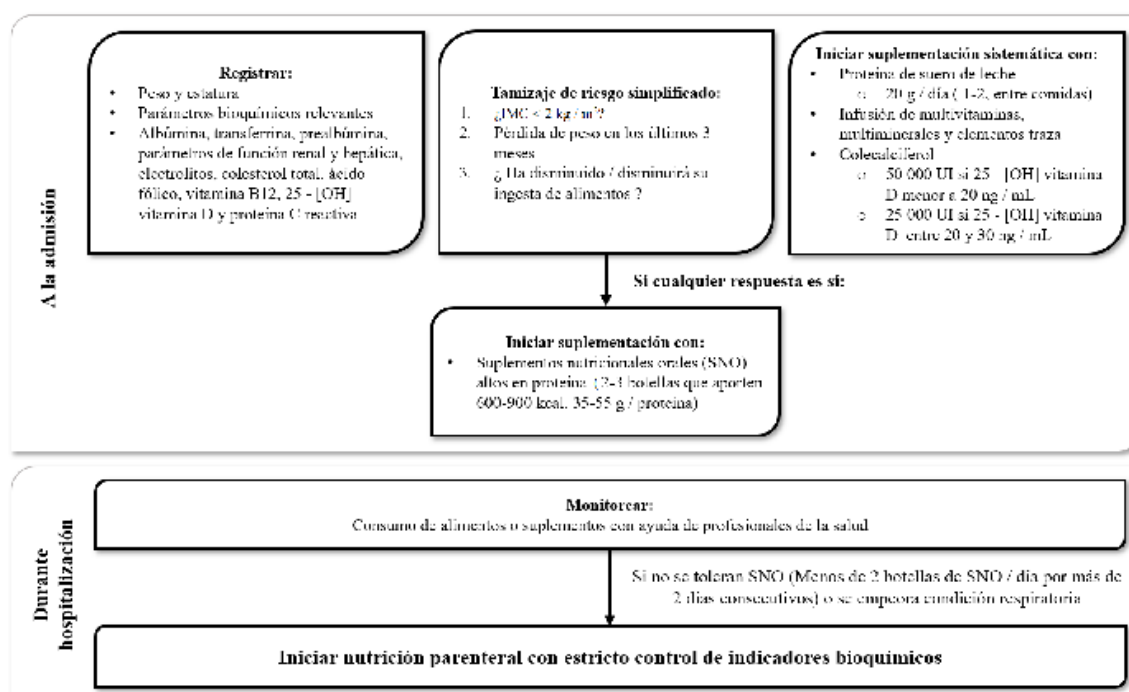 A la admisión
Registrar:
• Peso y estatura
• Parámetros bioquímicos relevantes
• Albúmina, transferrina, prealbúmina,
parámetros de función renal y hepática,
electrolitos, colesterol total, ácido
fólico, vitamina B12, 25 - [OH]
vitamina D y proteína C reactiva
Tamizaje de riesgo simplificado:
1. ¿IMC < 2 kg / m²?
2. Pérdida de peso en los últimos 3
meses
3. ¿ Ha disminuido / disminuirá su
ingesta de alimentos ?
Iniciar suplementación sistemática con:
• Proteína de suero de leche
o 20 g / día ( 1-2, entre comidas)
• Infusión de multivitaminas,
multiminerales y elementos traza
• Colecalciferol
o 50 000 UI si 25 - [OH] vitamina
D menor a 20 ng / mL
o 25 000 UI si 25 - [OH] vitamina
D entre 20 y 30 ng / mL
Si cualquier respuesta es sí:
Iniciar suplementación con:
• Suplementos nutricionales orales (SNO)
altos en proteína (2-3 botellas que aporten
600-900 kcal, 35-55 g / proteína)
Durante
hospitalización
Monitorear:
Consumo de alimentos o suplementos con ayuda de profesionales de la salud
Si no se toleran SNO (Menos de 2 botellas de SNO / día por más de
2 días consecutivos) o se empeora condición respiratoria
Iniciar nutrición parenteral con estricto control de indicadores bioquímicos